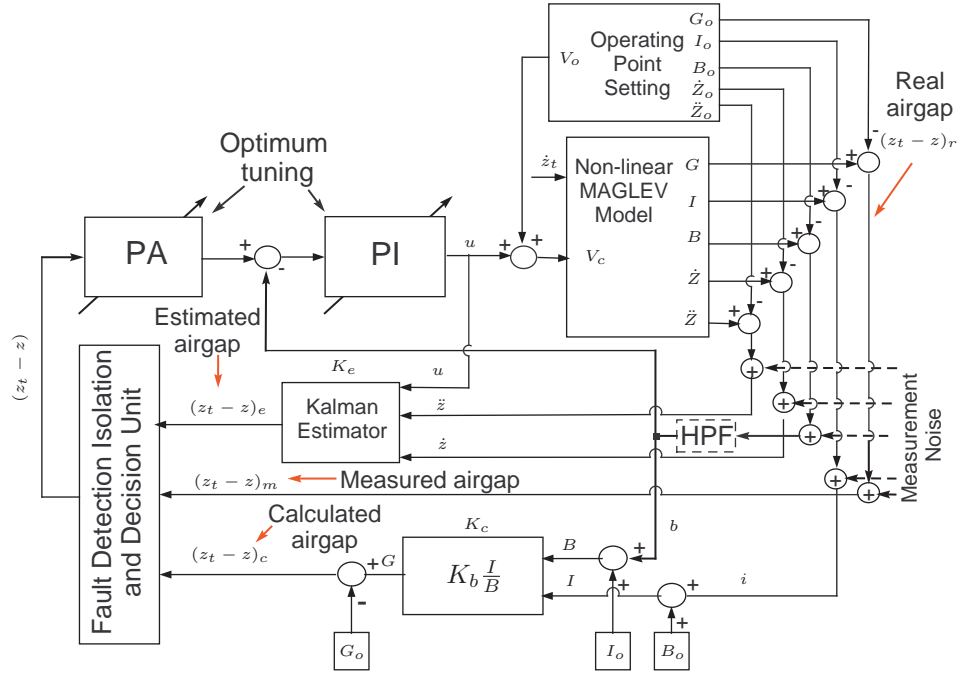 G_o
I_o
B_o
Ż_o
Z̈_o
V_o
Operating
Point
Setting
Real
airgap
(z_t − z)_r
Optimum
tuning
ż_t
Non-linear
MAGLEV
Model
G
I
B
Ż
Z̈
V_c
PA
PI
u
+
-
+
+
+
-
+
-
+
-
+
-
+
-
Estimated
airgap
(z_t − z)
K_e
u
z̈
ż
Kalman
Estimator
(z_t − z)_e
HPF
+
+
+
+
+
Measurement
Noise
Fault Detection Isolation
and Decision Unit
(z_t − z)_m
Measured airgap
Calculated
airgap
(z_t − z)_c
K_c
K_b I/B
G
+
-
B
I
b
i
+
+
+
+
G_o
I_o
B_o